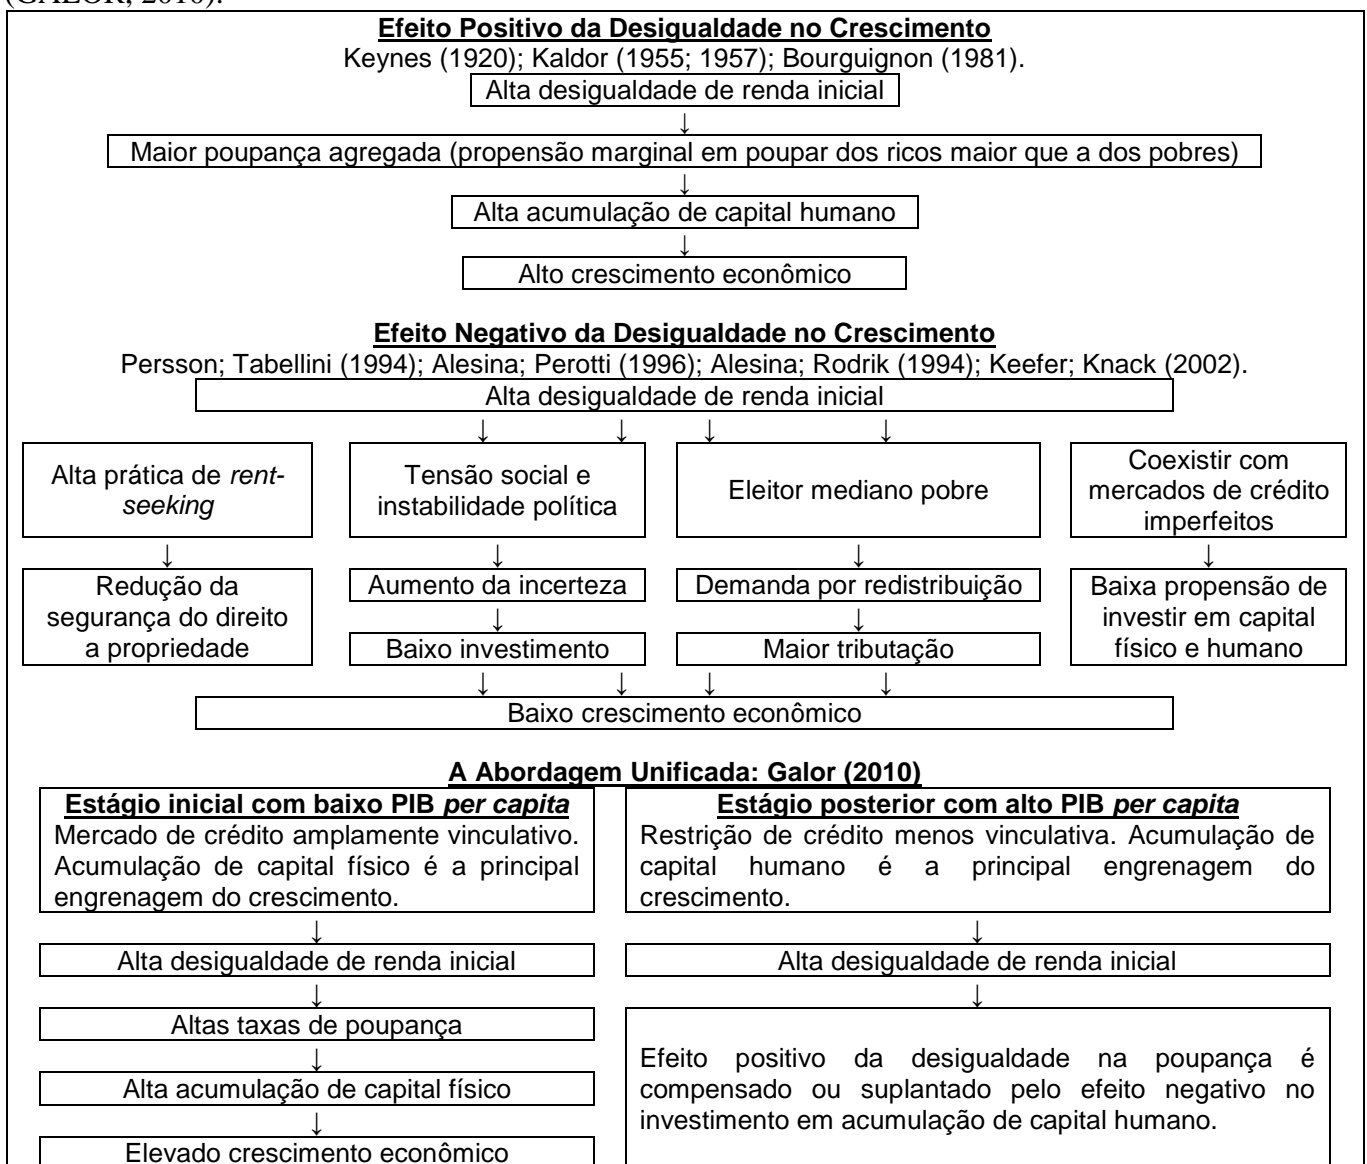 (GALOR, 2010).
Efeito Positivo da Desigualdade no Crescimento
Keynes (1920); Kaldor (1955; 1957); Bourguignon (1981).
Alta desigualdade de renda inicial
↓
Maior poupança agregada (propensão marginal em poupar dos ricos maior que a dos pobres)
↓
Alta acumulação de capital humano
↓
Alto crescimento econômico
Efeito Negativo da Desigualdade no Crescimento
Persson; Tabellini (1994); Alesina; Perotti (1996); Alesina; Rodrik (1994); Keefer; Knack (2002).
Alta desigualdade de renda inicial
↓ ↓ ↓ ↓
Alta prática de rent-
seeking
↓
Redução da
segurança do direito
a propriedade
Tensão social e
instabilidade política
↓
Aumento da incerteza
↓
Baixo investimento
Eleitor mediano pobre
↓
Demanda por redistribuição
↓
Maior tributação
Coexistir com
mercados de crédito
imperfeitos
↓
Baixa propensão de
investir em capital
físico e humano
↓ ↓ ↓ ↓
Baixo crescimento econômico
A Abordagem Unificada: Galor (2010)
Estágio inicial com baixo PIB per capita
Mercado de crédito amplamente vinculativo.
Acumulação de capital físico é a principal
engrenagem do crescimento.
↓
Alta desigualdade de renda inicial
↓
Altas taxas de poupança
↓
Alta acumulação de capital físico
↓
Elevado crescimento econômico
Estágio posterior com alto PIB per capita
Restrição de crédito menos vinculativa. Acumulação de
capital humano é a principal engrenagem do
crescimento.
↓
Alta desigualdade de renda inicial
↓
Efeito positivo da desigualdade na poupança é
compensado ou suplantado pelo efeito negativo no
investimento em acumulação de capital humano.